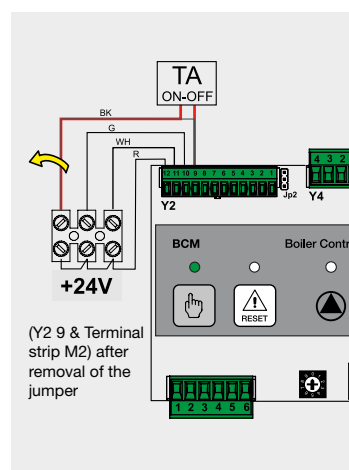 TA
ON-OFF
BK
G
WH
R
12 11 10 9 8 7 6 5 4 3 2 1
4 3 2
Y2
Jp2
Y4
+24V
BCM
Boiler Contr
RESET
(Y2 9 & Terminal
strip M2) after
removal of the
jumper
1 2 3 4 5 6